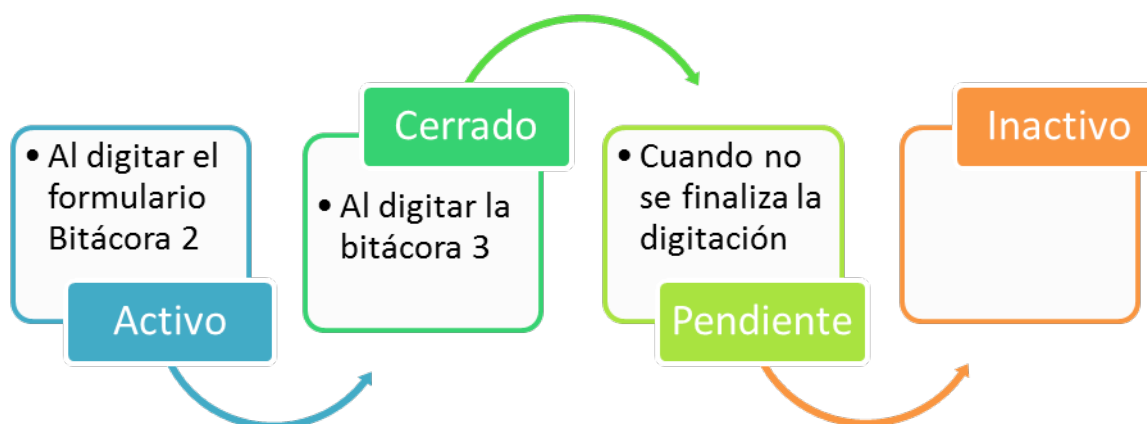 • Al digitar el
formulario
Bitácora 2
Activo
Cerrado
• Al digitar la
bitácora 3
• Cuando no
se finaliza la
digitación
Pendiente
Inactivo